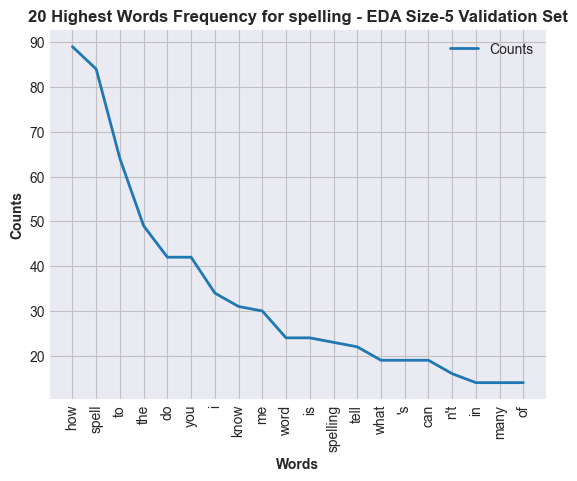 20 Highest Words Frequency for spelling - EDA Size-5 Validation Set
Counts
90
80
70
60
50
40
30
20
Counts
how
spell
to
the
do
you
i
know
me
word
is
spelling
tell
what
's
can
n't
in
many
of
Words